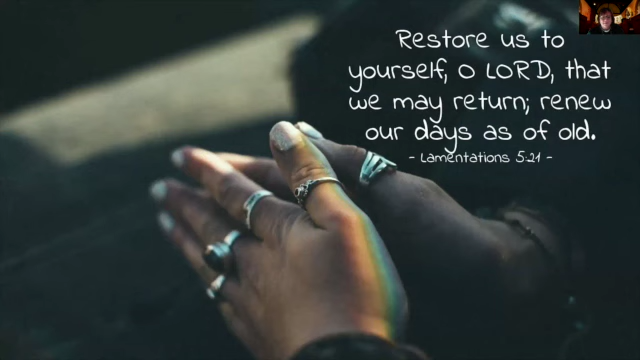 Restore us to
yourself, O LORD, that
we may return; renew
our days as of old.
- Lamentations 5:21 -